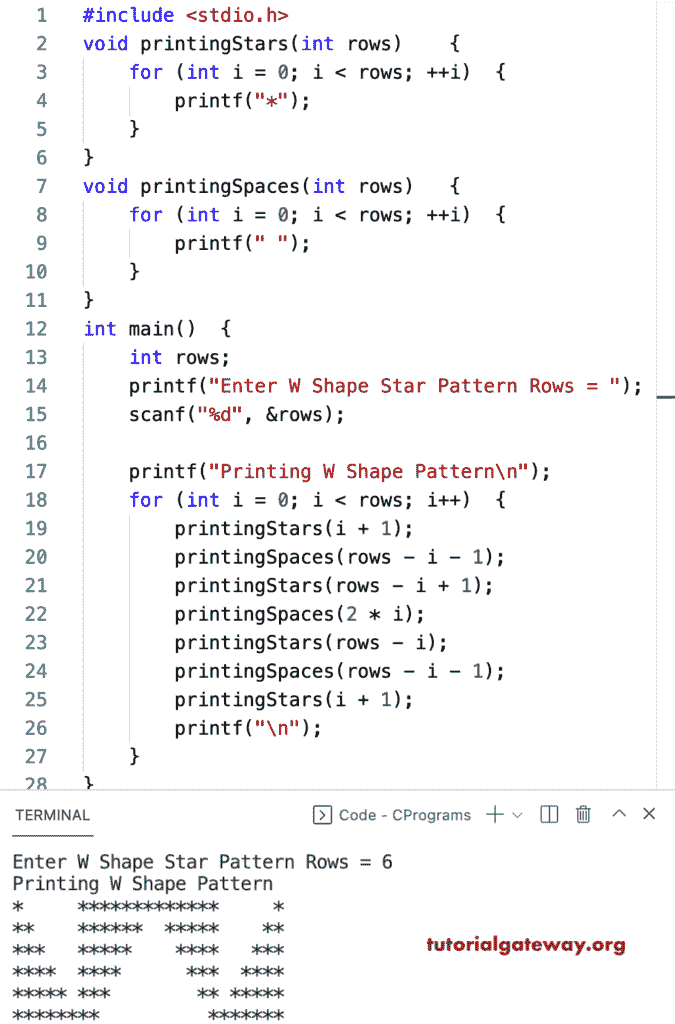 1 #include <stdio.h>
2 void printingStars(int rows)    {
3     for (int i = 0; i < rows; ++i)  {
4         printf("*");
5     }
6 }
7 void printingSpaces(int rows)   {
8     for (int i = 0; i < rows; ++i)  {
9         printf(" ");
10     }
11 }
12 int main()  {
13     int rows;
14     printf("Enter W Shape Star Pattern Rows = ");
15     scanf("%d", &rows);
16
17     printf("Printing W Shape Pattern\n");
18     for (int i = 0; i < rows; i++)  {
19         printingStars(i + 1);
20         printingSpaces(rows - i - 1);
21         printingStars(rows - i + 1);
22         printingSpaces(2 * i);
23         printingStars(rows - i);
24         printingSpaces(rows - i - 1);
25         printingStars(i + 1);
26         printf("\n");
27     }
28 }
TERMINAL Code - CPrograms
Enter W Shape Star Pattern Rows = 6
Printing W Shape Pattern
*     *************     *
**    ******  *****    **
***   *****    ****   ***
****  ****      ***  ****
***** ***        ** *****
********          *******
tutorialgateway.org